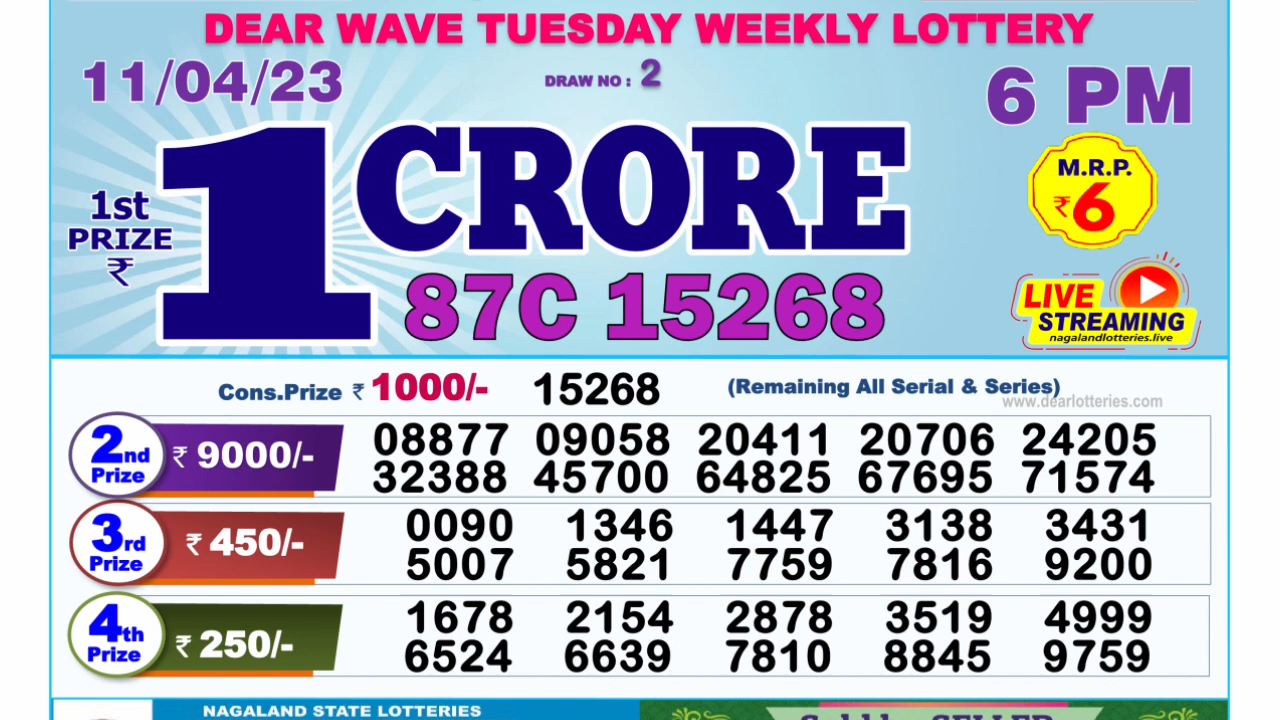 DEAR WAVE TUESDAY WEEKLY LOTTERY
11/04/23
DRAW NO : 2
6 PM
1st
PRIZE
₹
1 CRORE
M.R.P.
₹6
87C 15268
LIVE
STREAMING
nagalandlotteries.live
Cons.Prize ₹ 1000/- 15268 (Remaining All Serial & Series)
www.dearlotteries.com
2nd Prize ₹ 9000/-
08877 09058 20411 20706 24205
32388 45700 64825 67695 71574
3rd Prize ₹ 450/-
0090 1346 1447 3138 3431
5007 5821 7759 7816 9200
4th Prize ₹ 250/-
1678 2154 2878 3519 4999
6524 6639 7810 8845 9759
NAGALAND STATE LOTTERIES